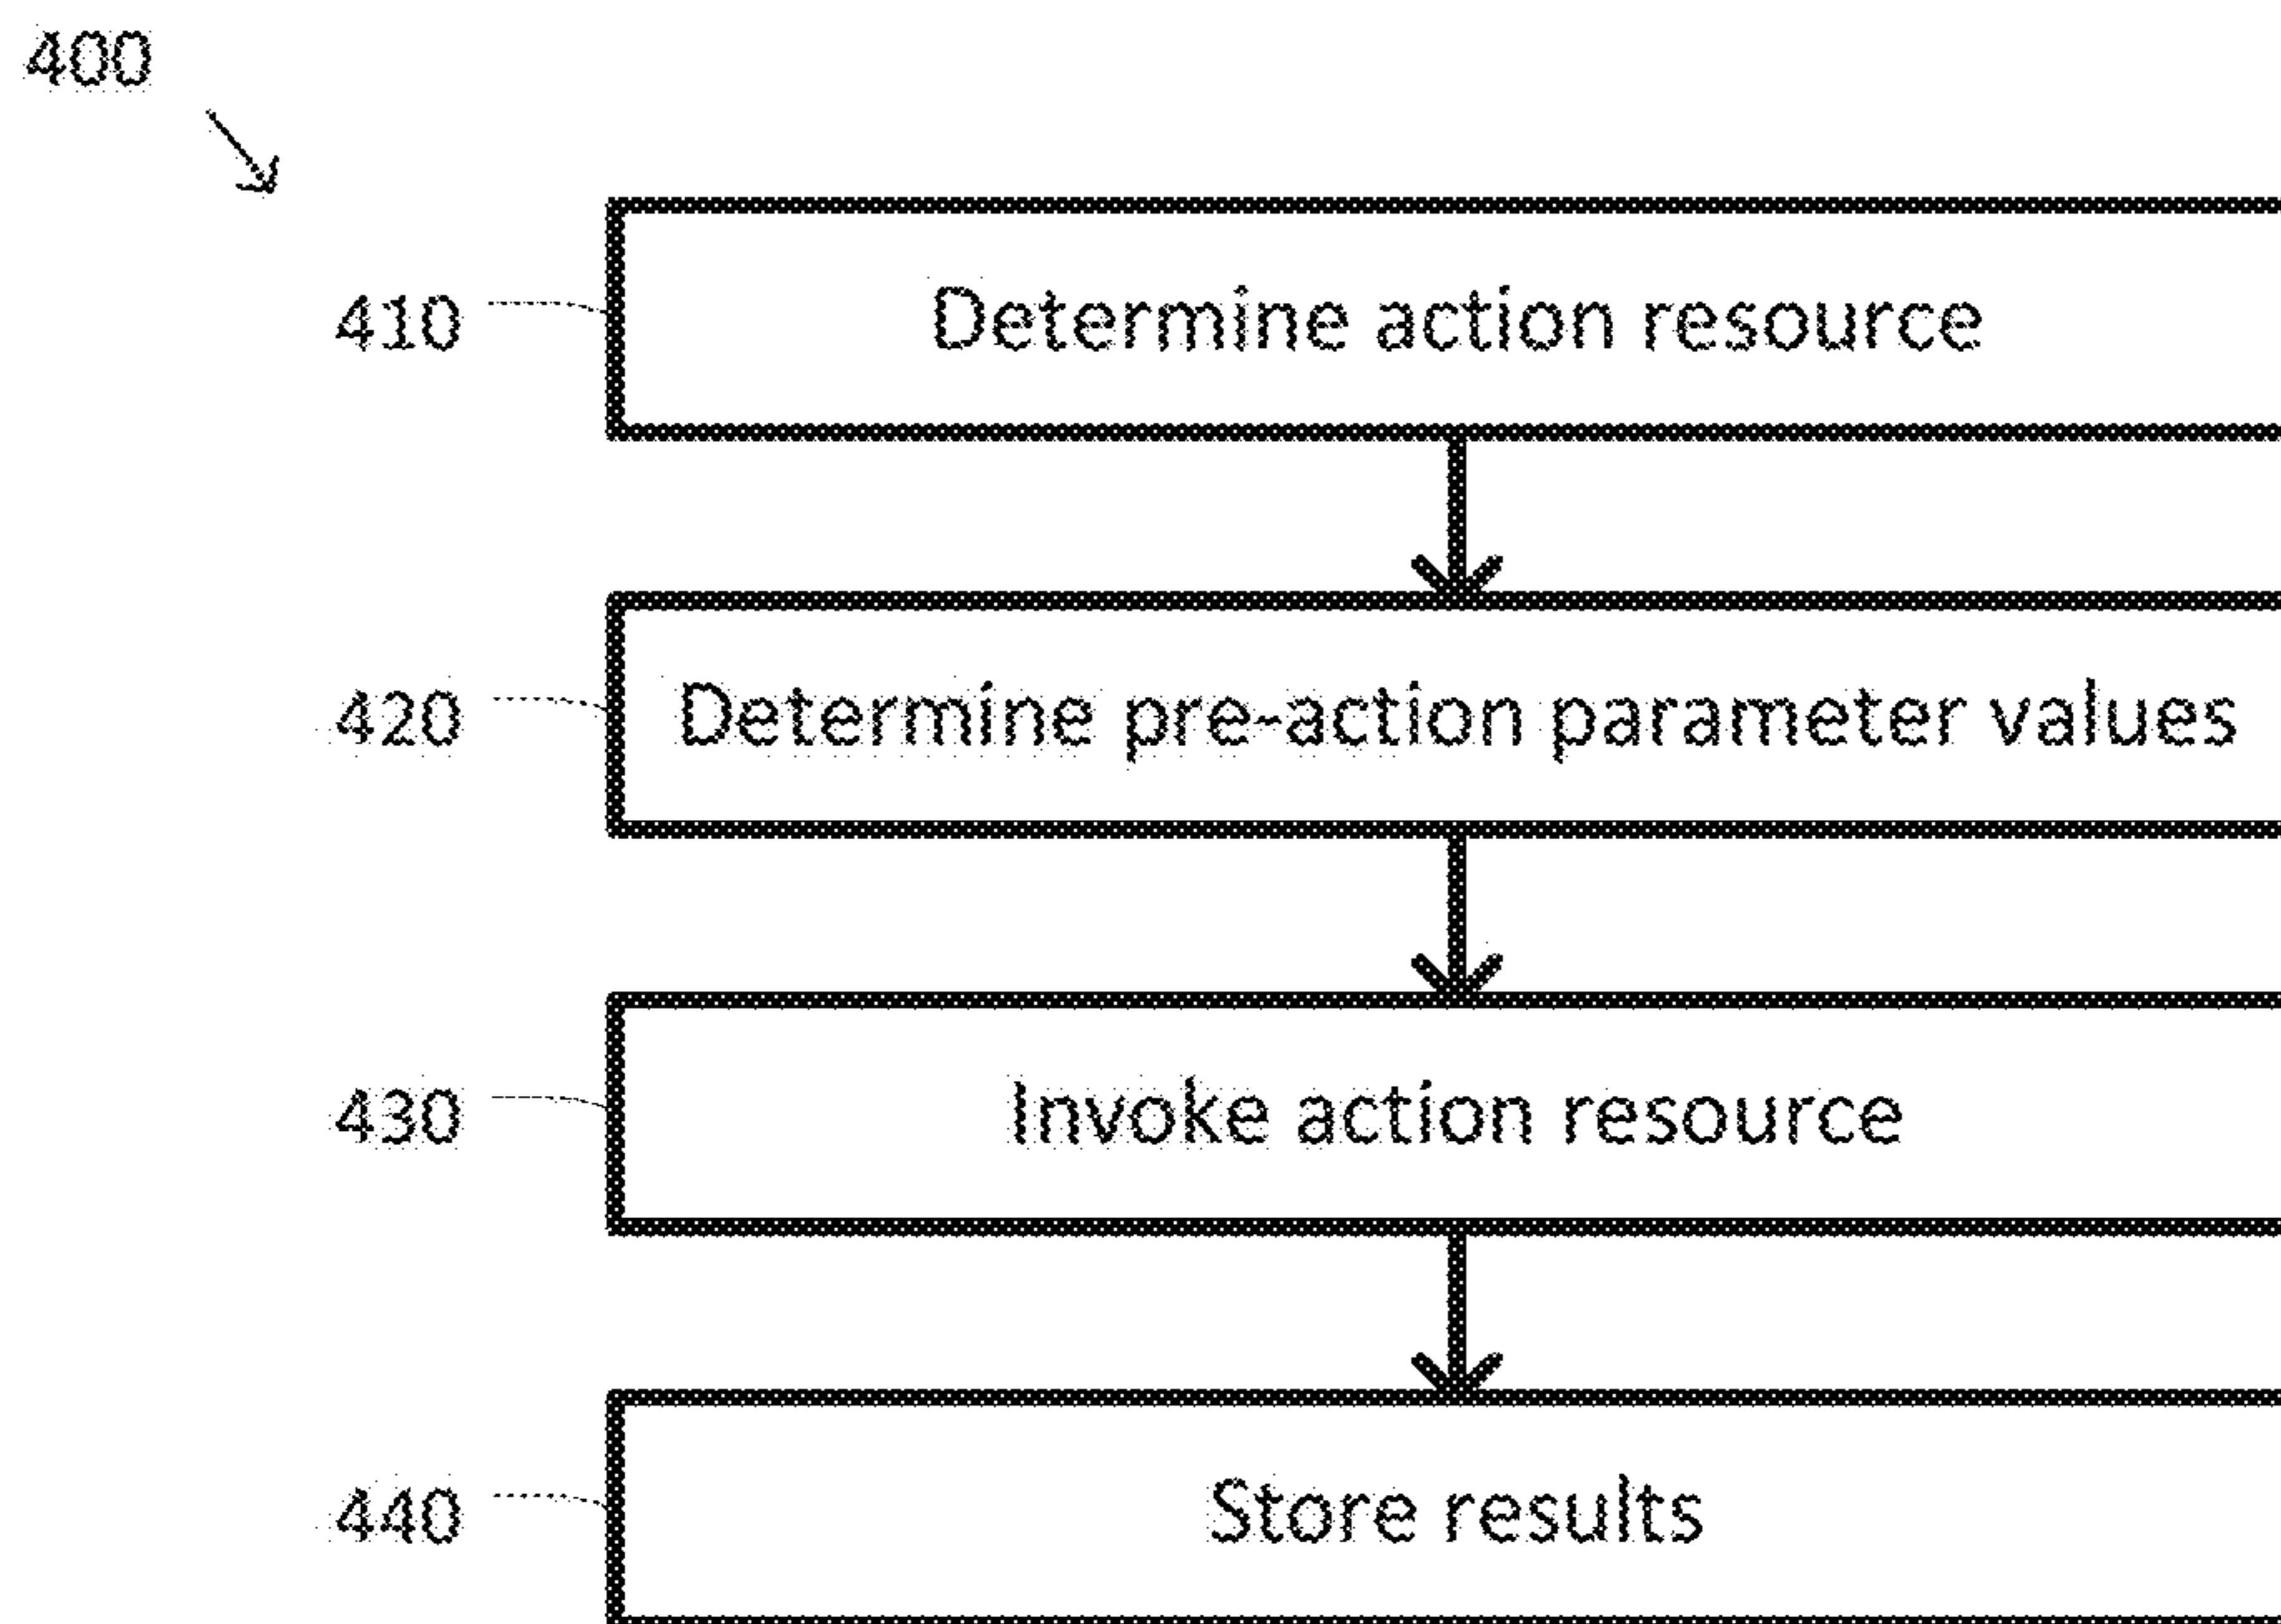 400
410 Determine action resource
420 Determine pre-action parameter values
430 Invoke action resource
440 Store results